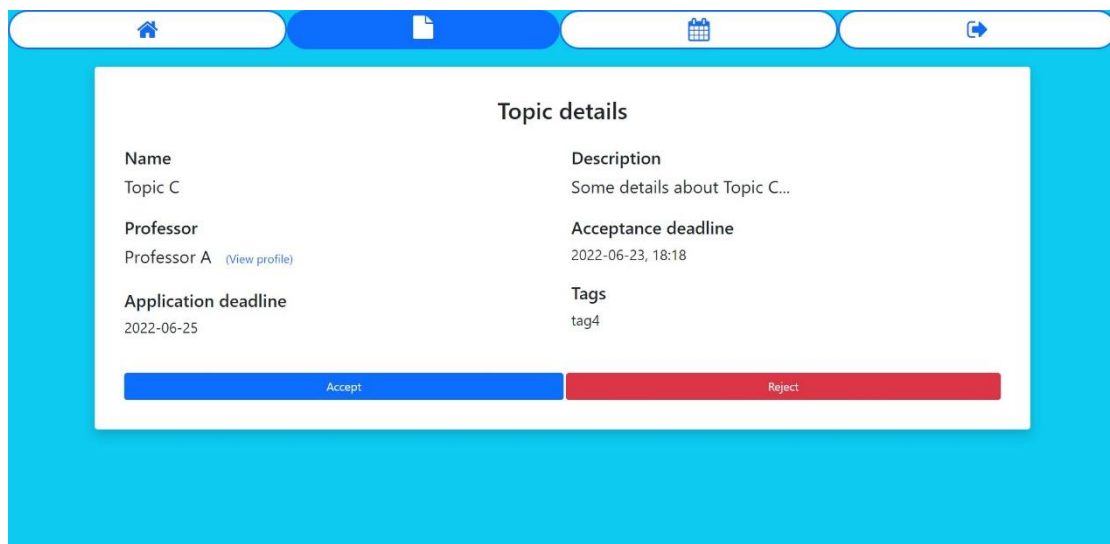 Topic details
Name
Topic C
Description
Some details about Topic C...
Professor
Professor A (View profile)
Acceptance deadline
2022-06-23, 18:18
Application deadline
2022-06-25
Tags
tag4
Accept
Reject